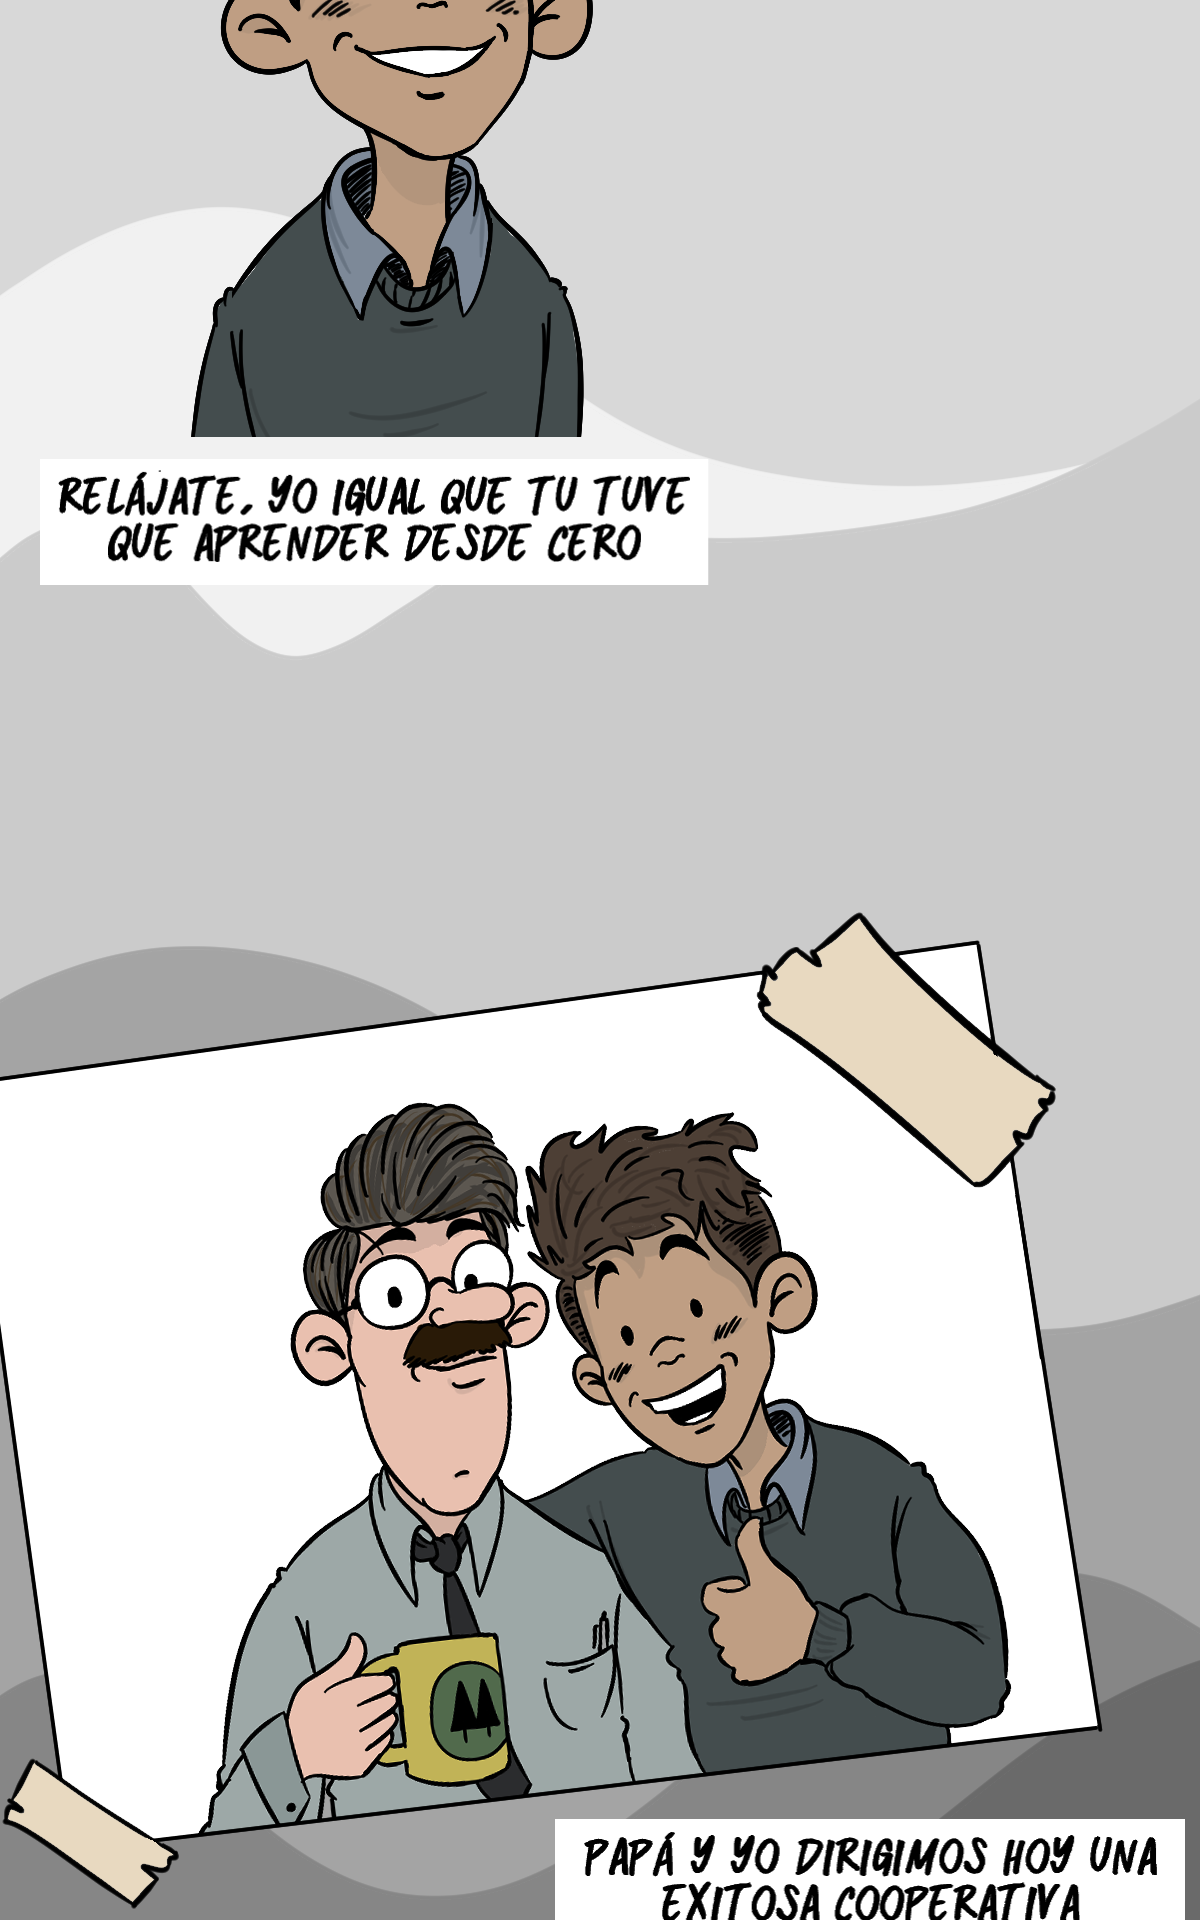 RELÁJATE, YO IGUAL QUE TU TUVE
QUE APRENDER DESDE CERO
PAPÁ Y YO DIRIGIMOS HOY UNA
EXITOSA COOPERATIVA